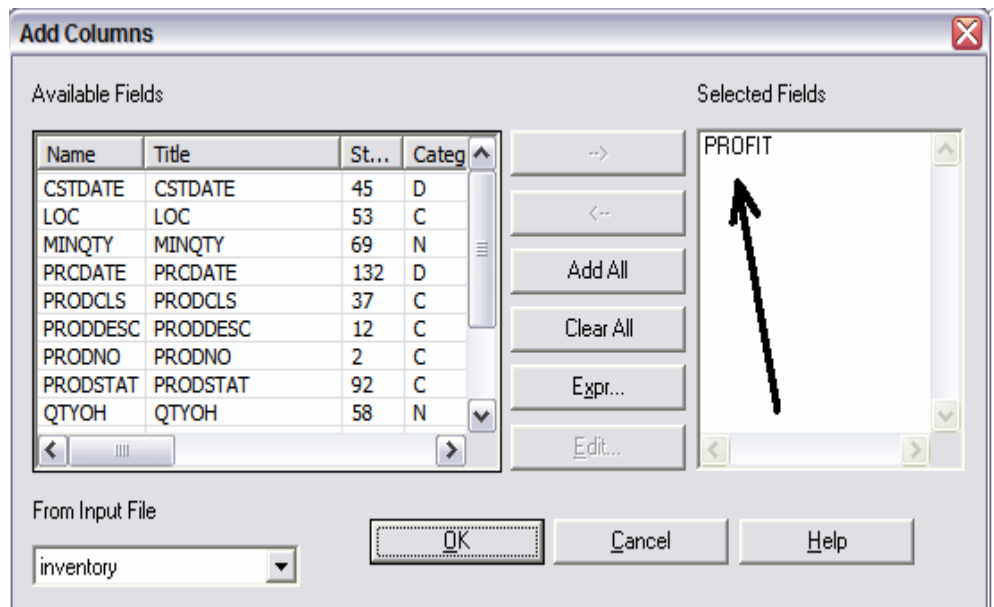 Add Columns
Available Fields
Selected Fields
Name Title St... Categ
CSTDATE CSTDATE 45 D
LOC LOC 53 C
MINQTY MINQTY 69 N
PRCDATE PRCDATE 132 D
PRODCLS PRODCLS 37 C
PRODDESC PRODDESC 12 C
PRODNO PRODNO 2 C
PRODSTAT PRODSTAT 92 C
QTYOH QTYOH 58 N
-->
<--
Add All
Clear All
Expr...
Edit...
PROFIT
From Input File
inventory
OK
Cancel
Help